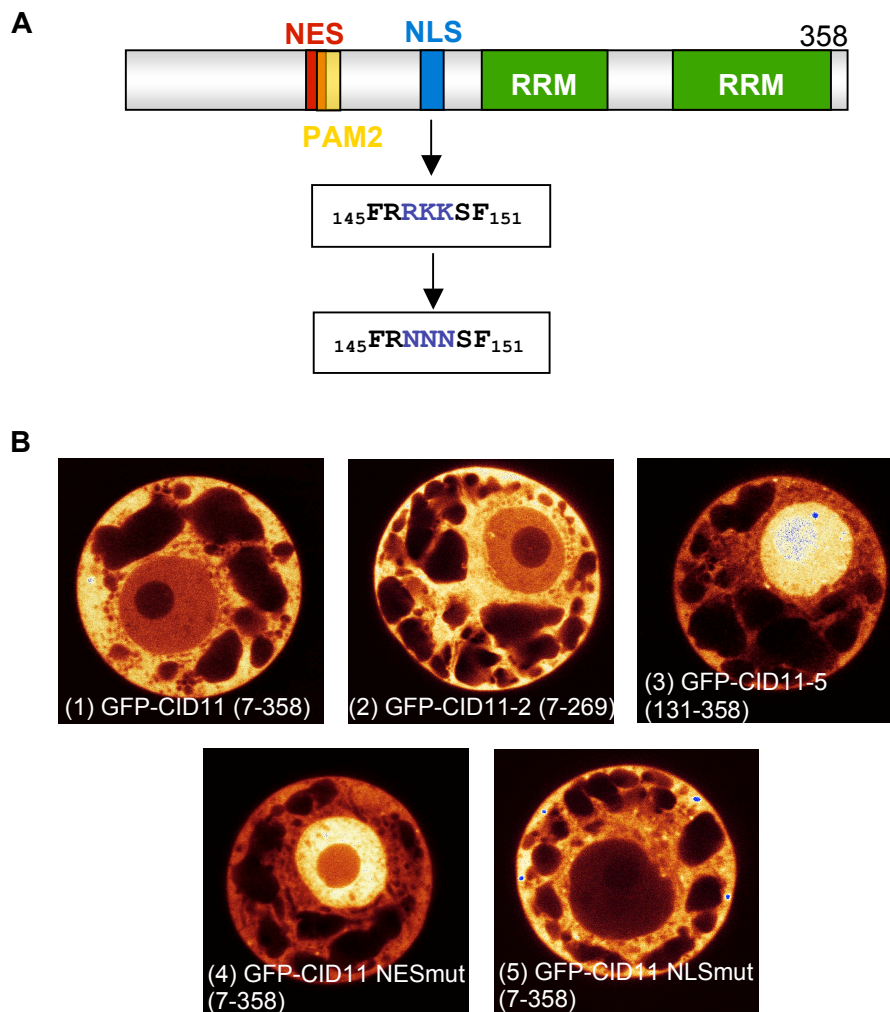 A
NES
NLS
358
RRM
RRM
PAM2
145FRRKKSF151
145FRNNNSF151
B
(1) GFP-CID11 (7-358)
(2) GFP-CID11-2 (7-269)
(3) GFP-CID11-5
(131-358)
(4) GFP-CID11 NESmut
(7-358)
(5) GFP-CID11 NLSmut
(7-358)